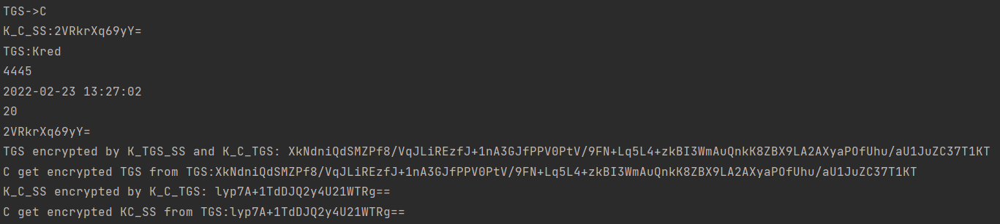 TGS->C
K_C_SS:2VRkrXq69yY=
TGS:Kred
4445
2022-02-23 13:27:02
20
2VRkrXq69yY=
TGS encrypted by K_TGS_SS and K_C_TGS: XkNdniQdSMZPf8/VqJLiREzfJ+1nA3GJfPPV0PtV/9FN+Lq5L4+zkBI3WmAuQnkK8ZBX9LA2AXyaPOfUhu/aU1JuZC37T1KT
C get encrypted TGS from TGS:XkNdniQdSMZPf8/VqJLiREzfJ+1nA3GJfPPV0PtV/9FN+Lq5L4+zkBI3WmAuQnkK8ZBX9LA2AXyaPOfUhu/aU1JuZC37T1KT
K_C_SS encrypted by K_C_TGS: lyp7A+1TdDJQ2y4U21WTRg==
C get encrypted KC_SS from TGS:lyp7A+1TdDJQ2y4U21WTRg==